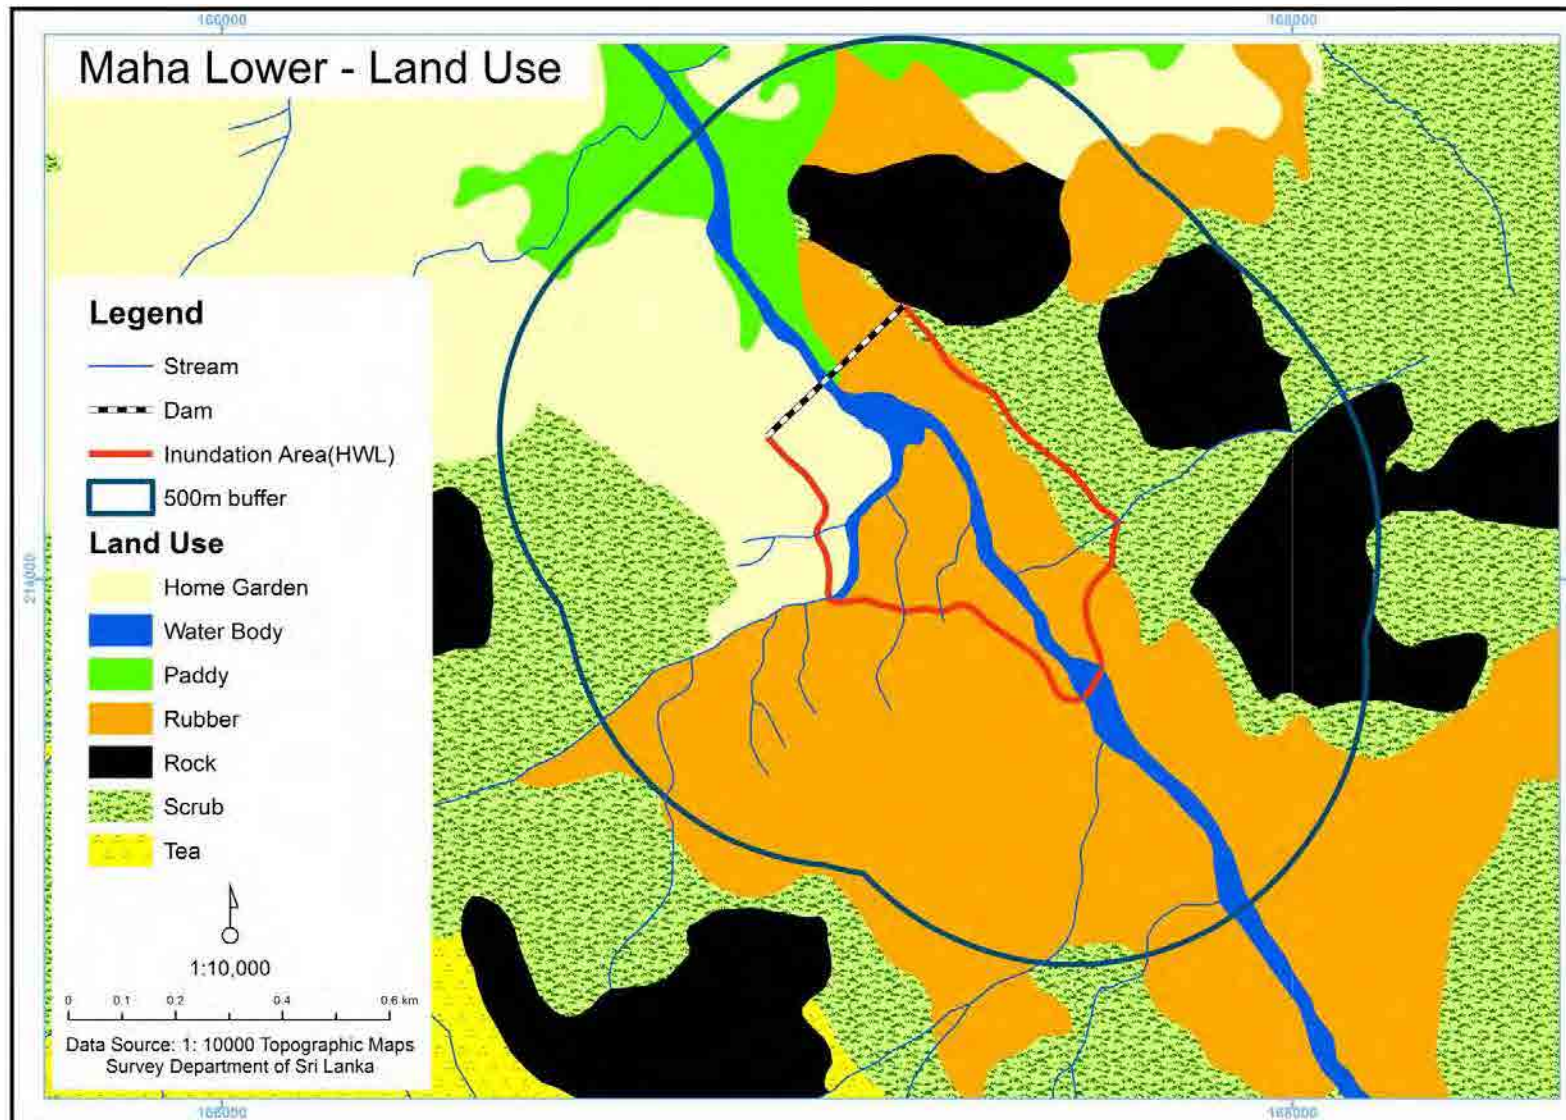 166000
168000
Maha Lower - Land Use
Legend
Stream
Dam
Inundation Area(HWL)
500m buffer
Land Use
Home Garden
Water Body
Paddy
Rubber
Rock
Scrub
Tea
1:10,000
0 0.1 0.2 0.4 0.6 km
Data Source: 1: 10000 Topographic Maps
Survey Department of Sri Lanka
214000
166000
168000